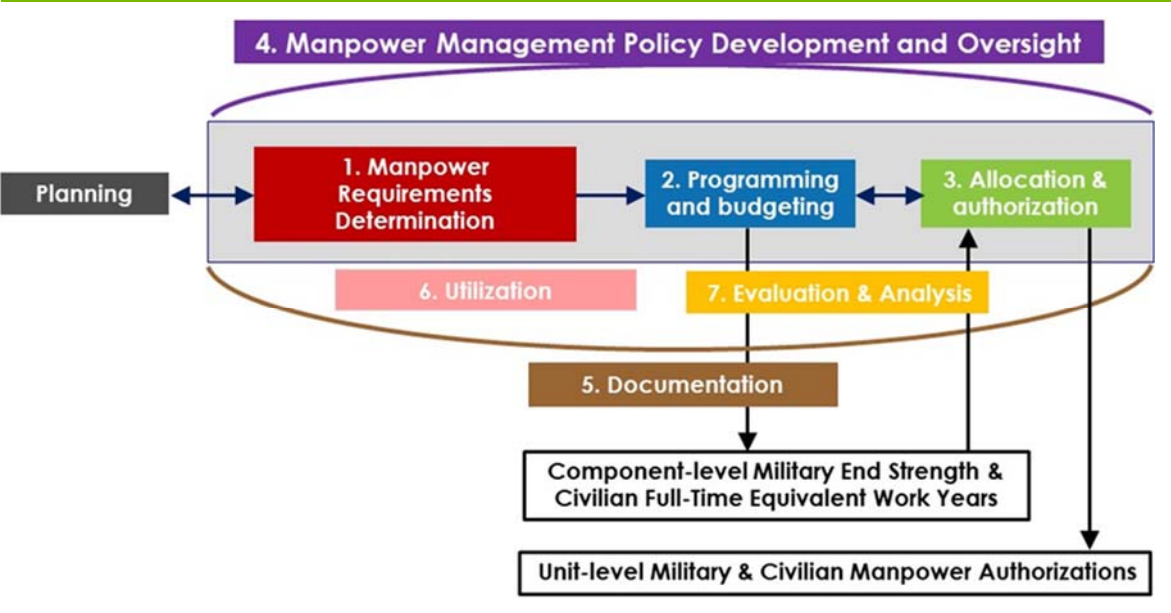 4. Manpower Management Policy Development and Oversight
Planning
1. Manpower
Requirements
Determination
2. Programming
and budgeting
3. Allocation &
authorization
6. Utilization
7. Evaluation & Analysis
5. Documentation
Component-level Military End Strength &
Civilian Full-Time Equivalent Work Years
Unit-level Military & Civilian Manpower Authorizations